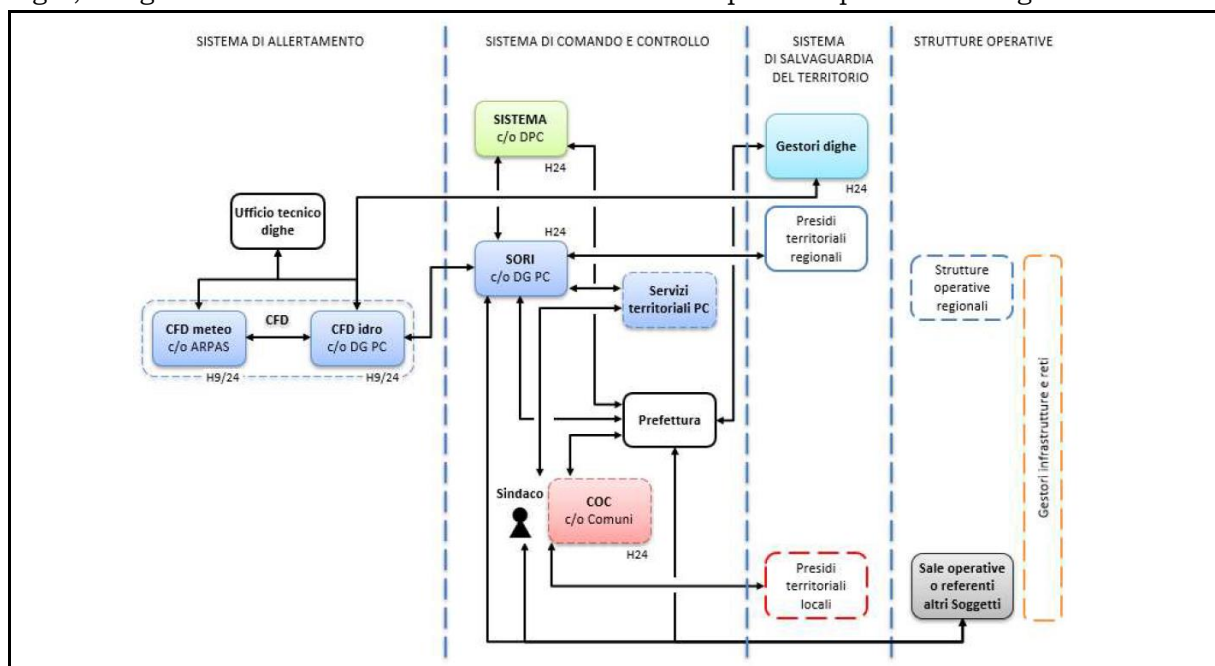 SISTEMA DI ALLERTAMENTO
SISTEMA DI COMANDO E CONTROLLO
SISTEMA
DI SALVAGUARDIA
DEL TERRITORIO
STRUTTURE OPERATIVE
SISTEMA
c/o DPC
H24
Gestori dighe
H24
Ufficio tecnico
dighe
H24
SORI
c/o DG PC
Presidi
territoriali
regionali
Servizi
territoriali PC
Strutture
operative
regionali
CFD meteo
c/o ARPAS
H9/24
CFD
CFD idro
c/o DG PC
H9/24
Prefettura
Gestori infrastrutture e reti
Sindaco
COC
c/o Comuni
H24
Presidi
territoriali
locali
Sale operative
o referenti
altri Soggetti